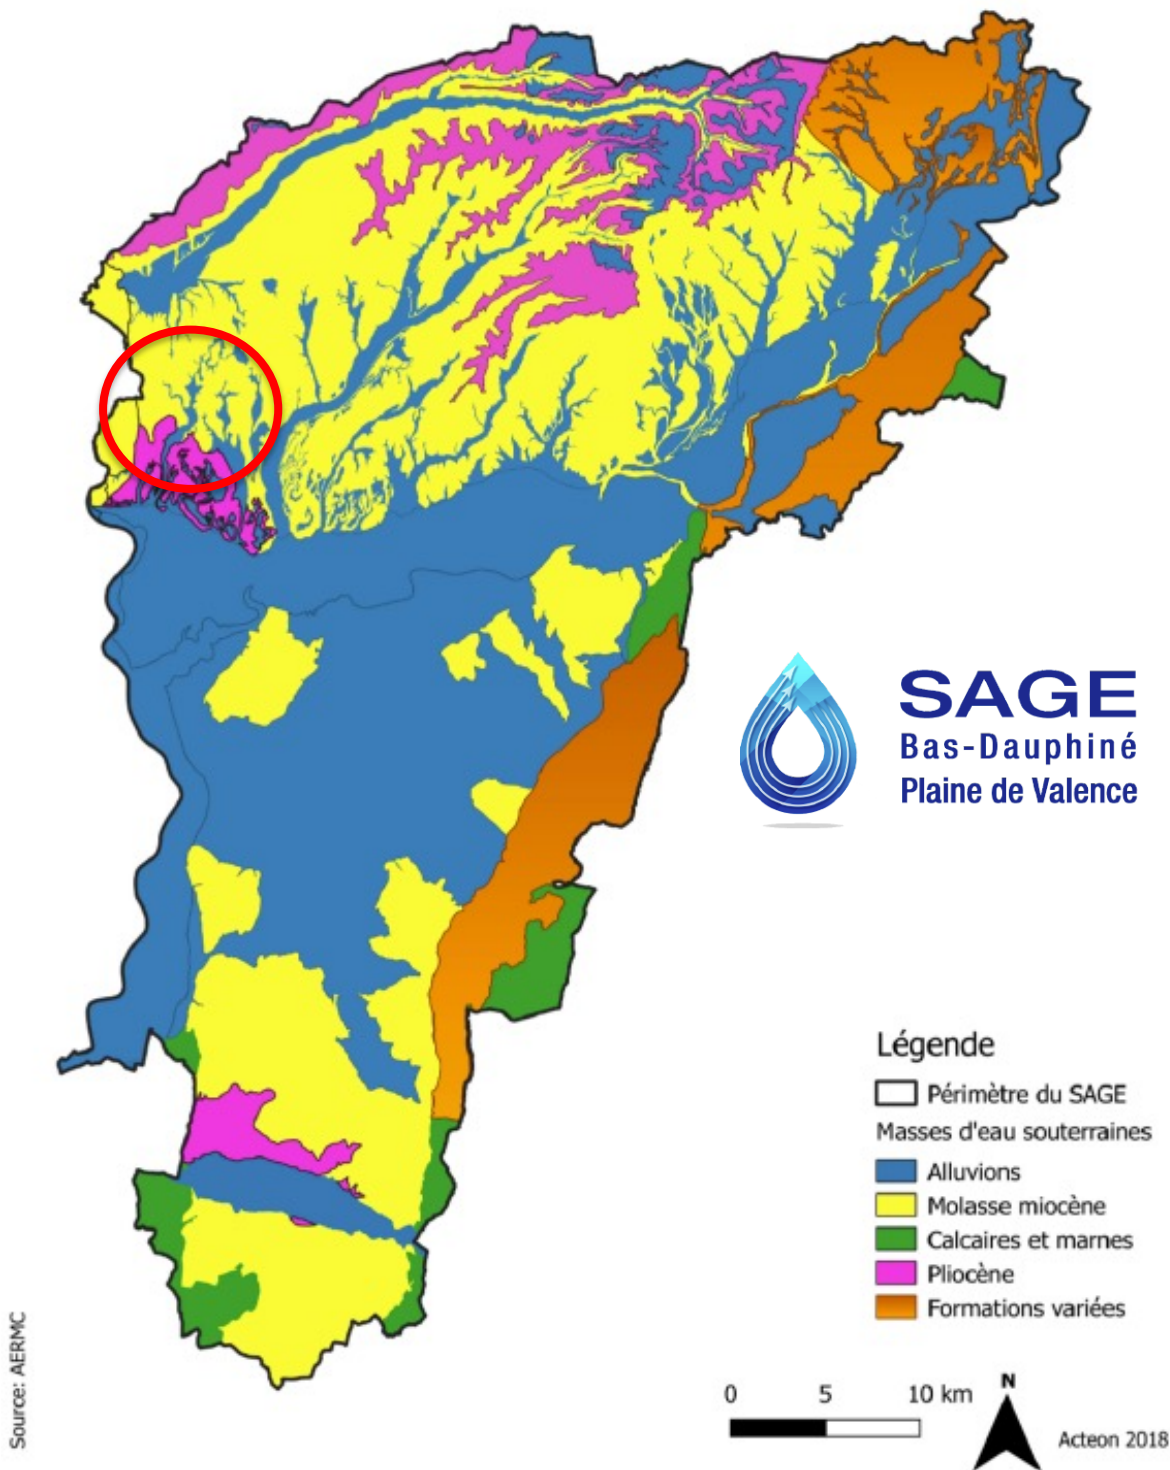 SAGE
Bas-Dauphiné
Plaine de Valence
Légende
Périmètre du SAGE
Masses d'eau souterraines
Alluvions
Molasse miocène
Calcaires et marnes
Pliocène
Formations variées
0 5 10 km
N
Acteon 2018
Source: AERMC